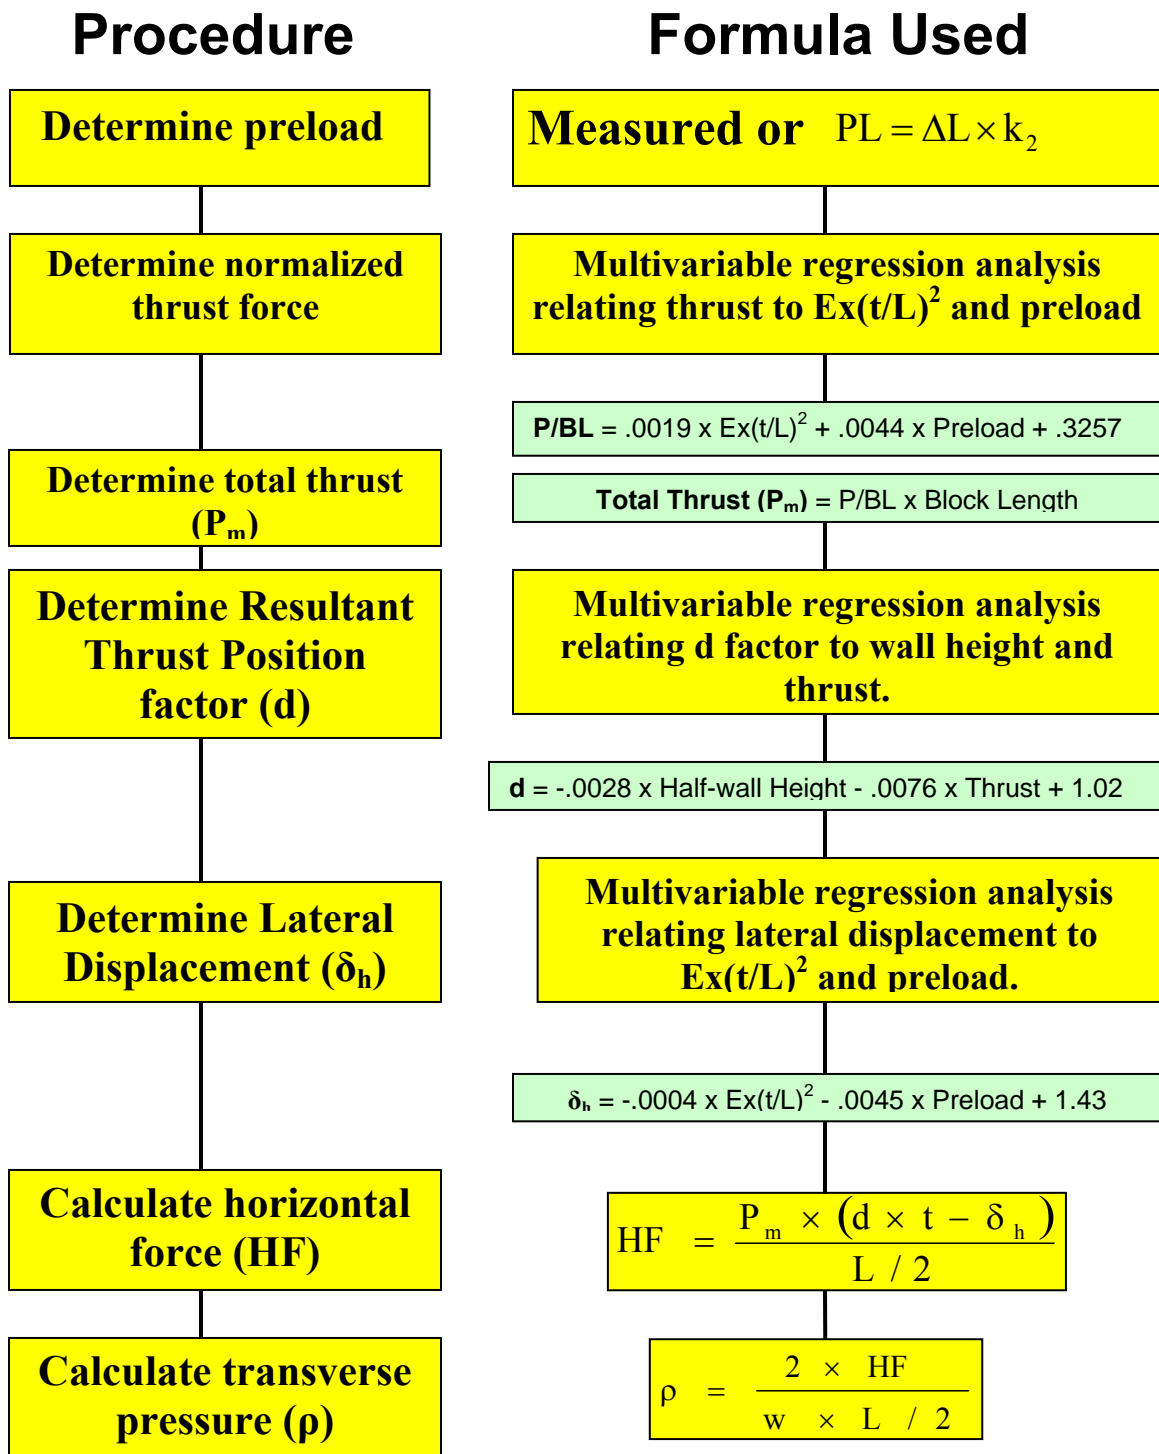 Procedure
Formula Used
Determine preload
Measured or PL = ΔL × k₂
Determine normalized
thrust force
Multivariable regression analysis
relating thrust to Ex(t/L)² and preload
P/BL = .0019 x Ex(t/L)² + .0044 x Preload + .3257
Determine total thrust
(Pₘ)
Total Thrust (Pₘ) = P/BL x Block Length
Determine Resultant
Thrust Position
factor (d)
Multivariable regression analysis
relating d factor to wall height and
thrust.
d = -.0028 x Half-wall Height - .0076 x Thrust + 1.02
Determine Lateral
Displacement (δₕ)
Multivariable regression analysis
relating lateral displacement to
Ex(t/L)² and preload.
δₕ = -.0004 x Ex(t/L)² - .0045 x Preload + 1.43
Calculate horizontal
force (HF)
HF = Pₘ × (d × t − δₕ)
L / 2
Calculate transverse
pressure (ρ)
ρ = 2 × HF
w × L / 2